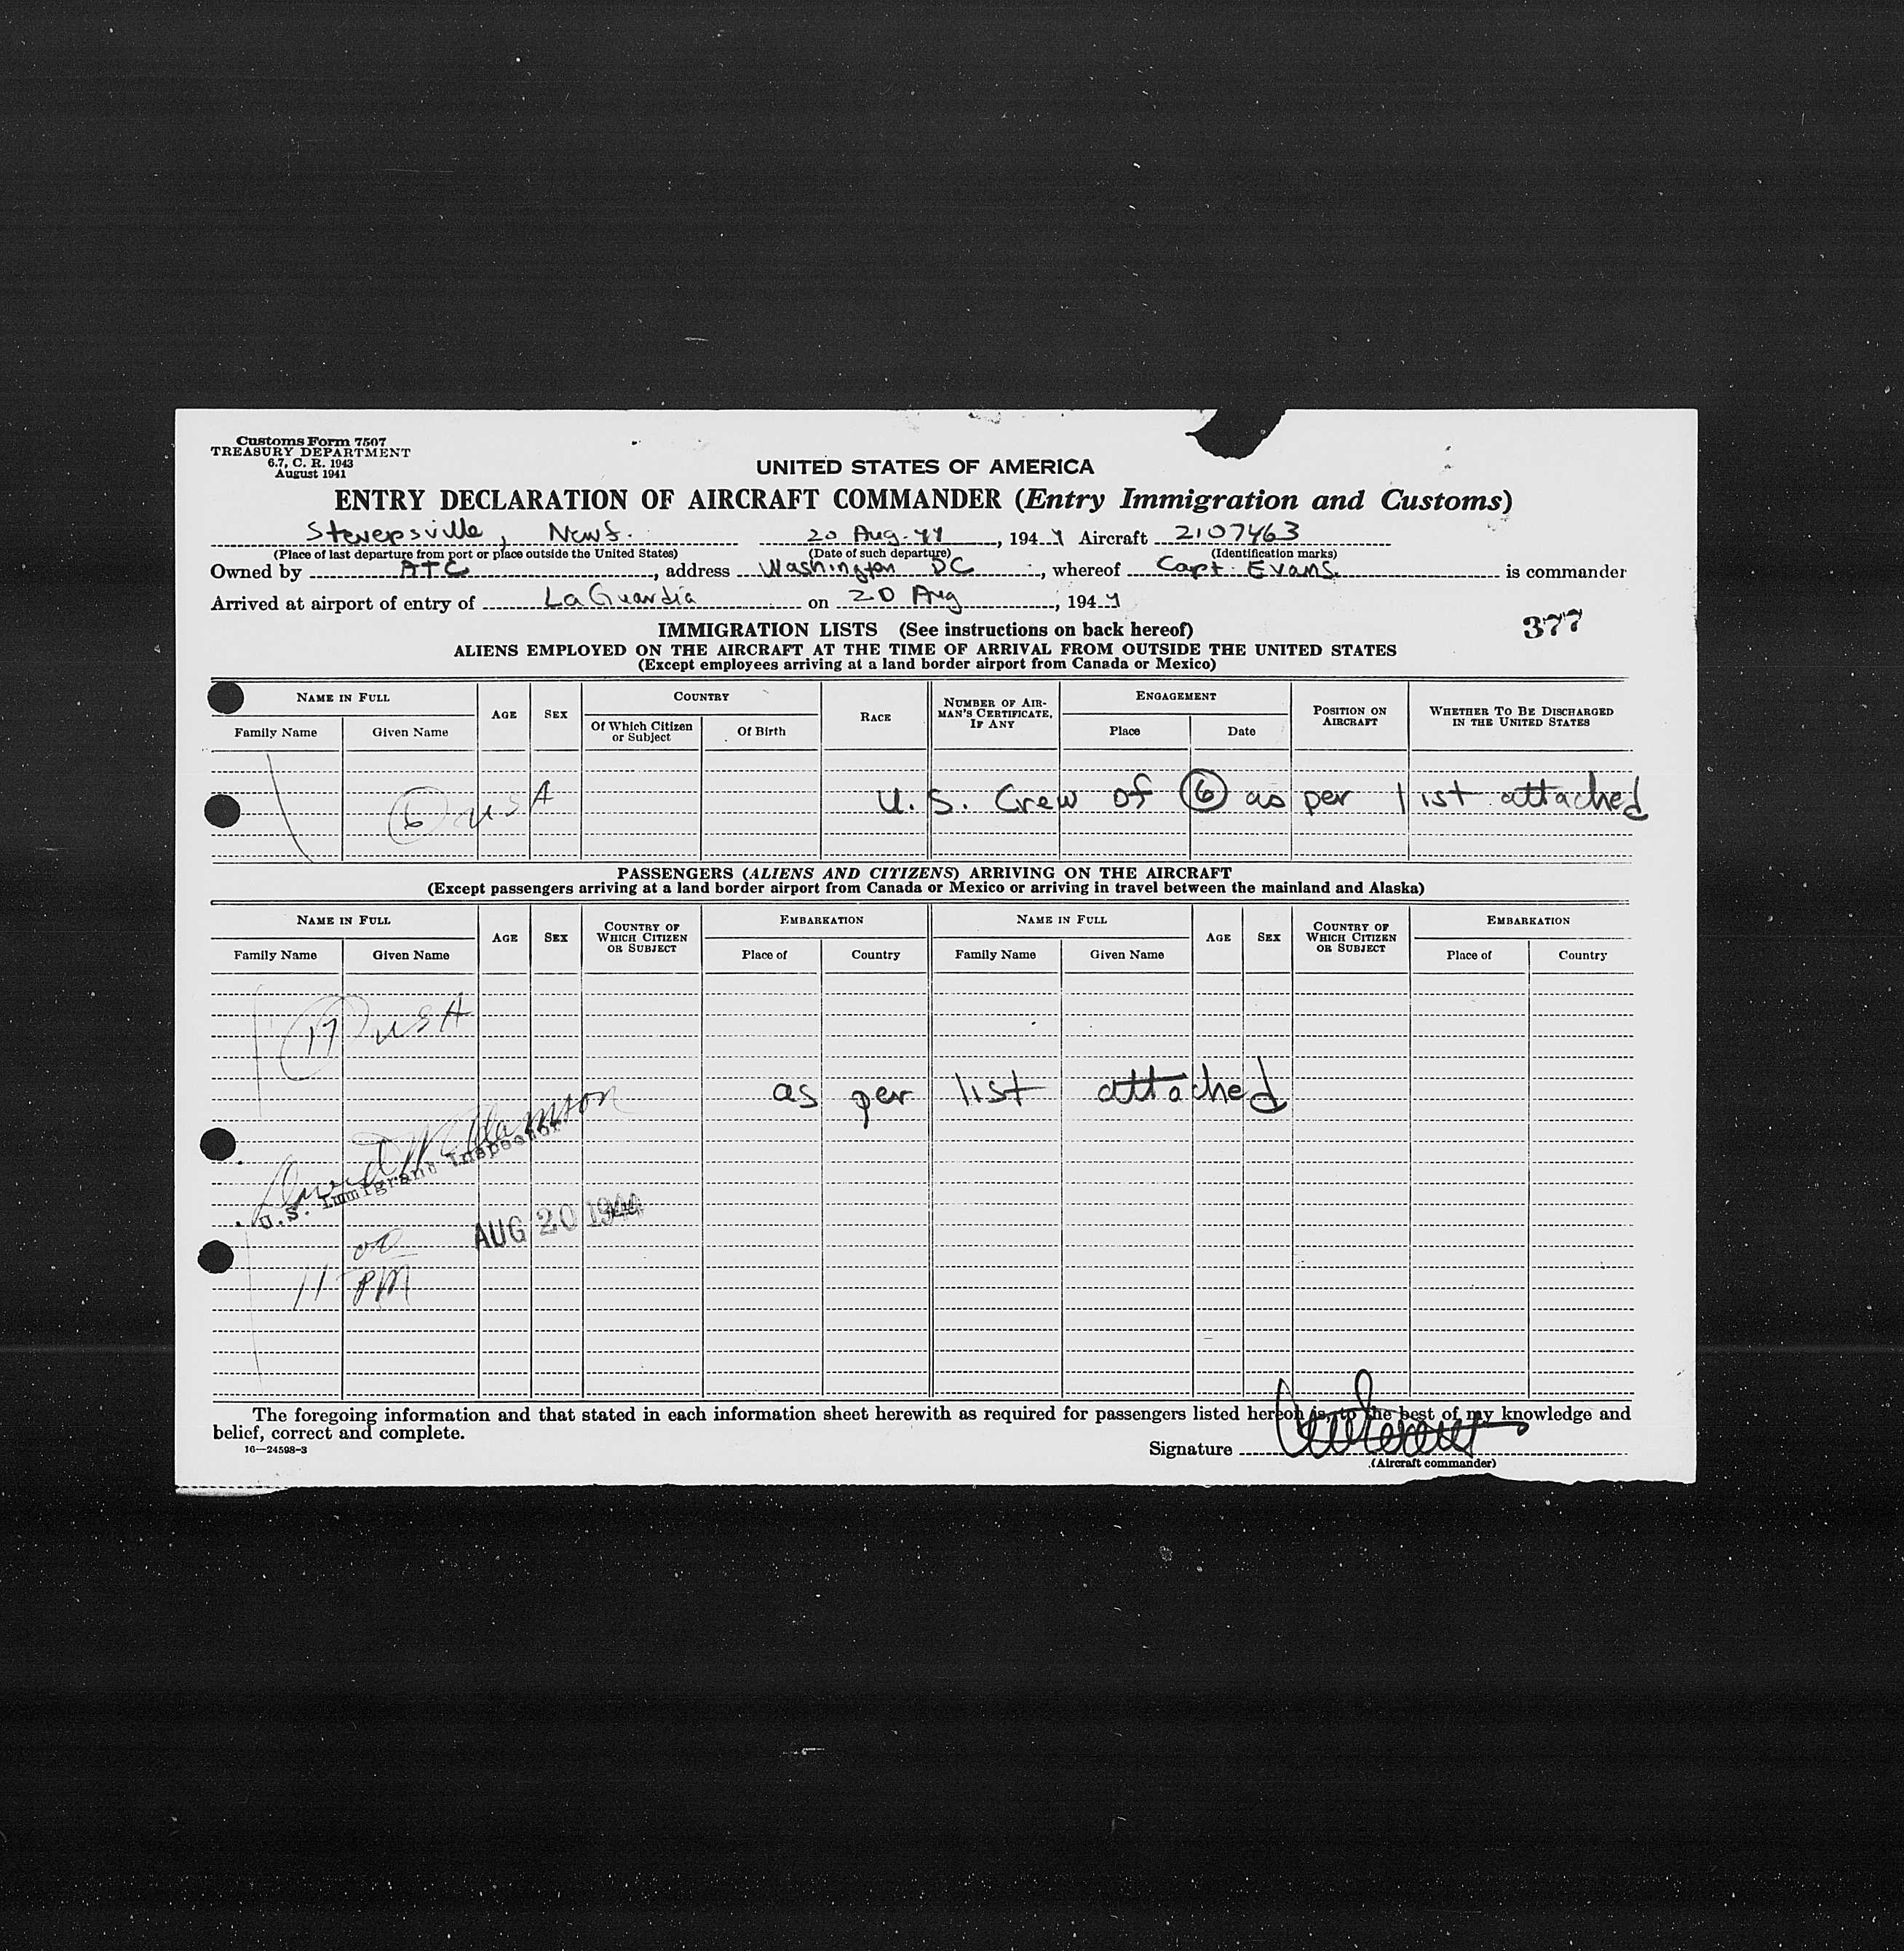 Customs Form 7507
TREASURY DEPARTMENT
6.7, C. R. 1943
August 1941
UNITED STATES OF AMERICA
ENTRY DECLARATION OF AIRCRAFT COMMANDER (Entry Immigration and Customs)
Stevensville, Newf. 20 Aug. 44, 1944 Aircraft 2107463
(Place of last departure from port or place outside the United States) (Date of such departure) (Identification marks)
Owned by ATC, address Washington DC, whereof Capt. Evans is commander
Arrived at airport of entry of LaGuardia on 20 Aug, 1944
377
IMMIGRATION LISTS (See instructions on back hereof)
ALIENS EMPLOYED ON THE AIRCRAFT AT THE TIME OF ARRIVAL FROM OUTSIDE THE UNITED STATES
(Except employees arriving at a land border airport from Canada or Mexico)
NAME IN FULL
Family Name Given Name
AGE
SEX
COUNTRY
Of Which Citizen or Subject Of Birth
RACE
NUMBER OF AIRMAN'S CERTIFICATE, IF ANY
ENGAGEMENT
Place Date
POSITION ON AIRCRAFT
WHETHER TO BE DISCHARGED IN THE UNITED STATES
6 USA
U.S. Crew of 6 as per list attached
PASSENGERS (ALIENS AND CITIZENS) ARRIVING ON THE AIRCRAFT
(Except passengers arriving at a land border airport from Canada or Mexico or arriving in travel between the mainland and Alaska)
NAME IN FULL
Family Name Given Name
AGE
SEX
COUNTRY OF WHICH CITIZEN OR SUBJECT
EMBARKATION
Place of Country
NAME IN FULL
Family Name Given Name
AGE
SEX
COUNTRY OF WHICH CITIZEN OR SUBJECT
EMBARKATION
Place of Country
17 USA
as per list attached
David W Adamson
U.S. Immigrant Inspector
AUG 20 1944
11 00 PM
The foregoing information and that stated in each information sheet herewith as required for passengers listed hereon is, to the best of my knowledge and
belief, correct and complete.
16—24598-3
Signature
(Aircraft commander)